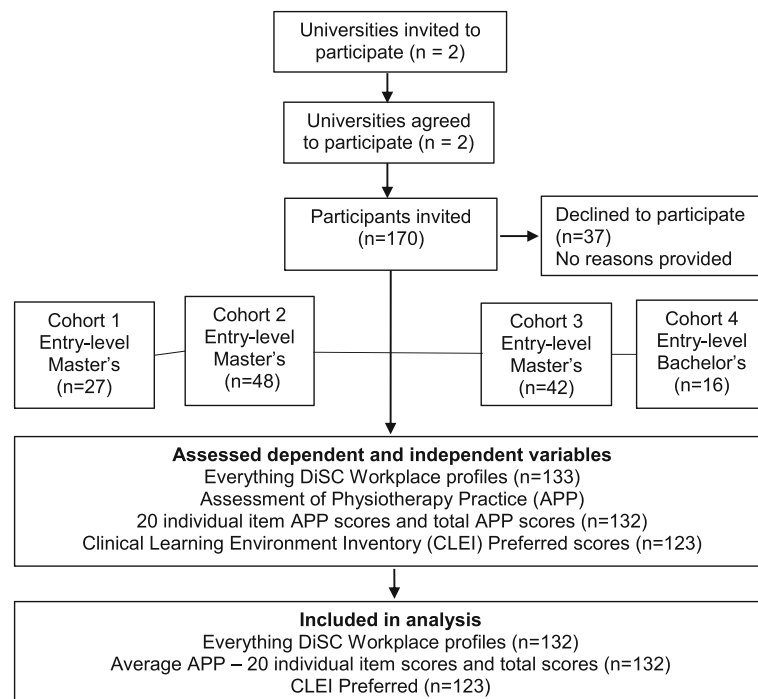 Universities invited to
participate (n = 2)
Universities agreed
to participate (n = 2)
Participants invited
(n=170)
Declined to participate
(n=37)
No reasons provided
Cohort 1
Entry-level
Master's
(n=27)
Cohort 2
Entry-level
Master's
(n=48)
Cohort 3
Entry-level
Master's
(n=42)
Cohort 4
Entry-level
Bachelor's
(n=16)
Assessed dependent and independent variables
Everything DiSC Workplace profiles (n=133)
Assessment of Physiotherapy Practice (APP)
20 individual item APP scores and total APP scores (n=132)
Clinical Learning Environment Inventory (CLEI) Preferred scores (n=123)
Included in analysis
Everything DiSC Workplace profiles (n=132)
Average APP – 20 individual item scores and total scores (n=132)
CLEI Preferred (n=123)